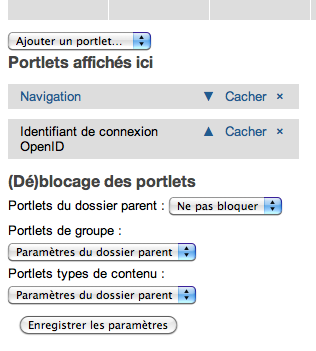 Ajouter un portlet...
Portlets affichés ici
Navigation ▼ Cacher ×
Identifiant de connexion ▲ Cacher ×
OpenID
(Dé)blocage des portlets
Portlets du dossier parent : Ne pas bloquer
Portlets de groupe :
Paramètres du dossier parent
Portlets types de contenu :
Paramètres du dossier parent
Enregistrer les paramètres